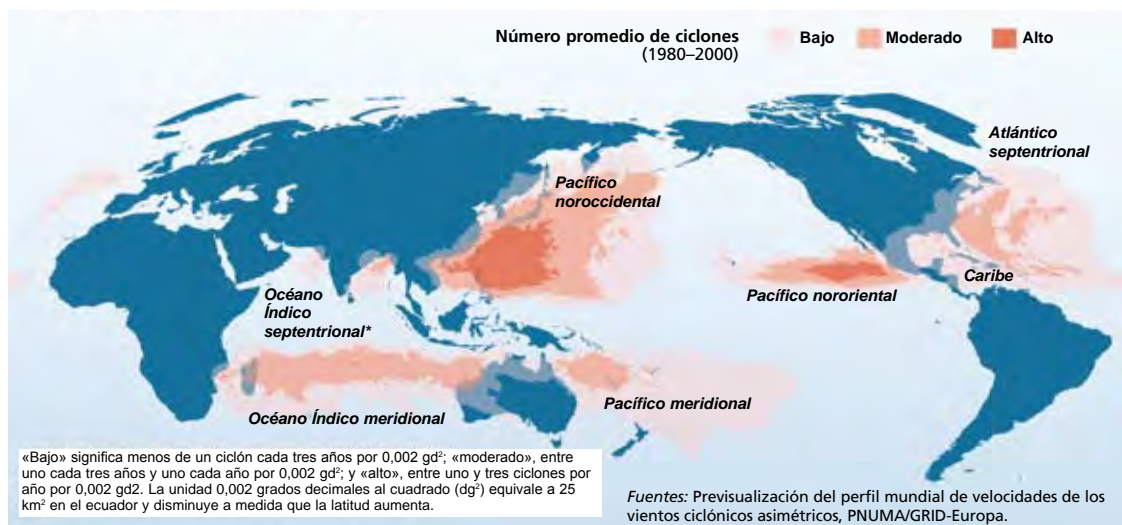 Número promedio de ciclones
(1980–2000)
Bajo
Moderado
Alto
Atlántico
septentrional
Pacífico
noroccidental
Océano
Índico
septentrional*
Pacífico nororiental
Caribe
Océano Índico meridional
Pacífico meridional
«Bajo» significa menos de un ciclón cada tres años por 0,002 gd²; «moderado», entre
uno cada tres años y uno cada año por 0,002 gd²; y «alto», entre uno y tres ciclones por
año por 0,002 gd2. La unidad 0,002 grados decimales al cuadrado (dg²) equivale a 25
km² en el ecuador y disminuye a medida que la latitud aumenta.
Fuentes: Previsualización del perfil mundial de velocidades de los
vientos ciclónicos asimétricos, PNUMA/GRID-Europa.